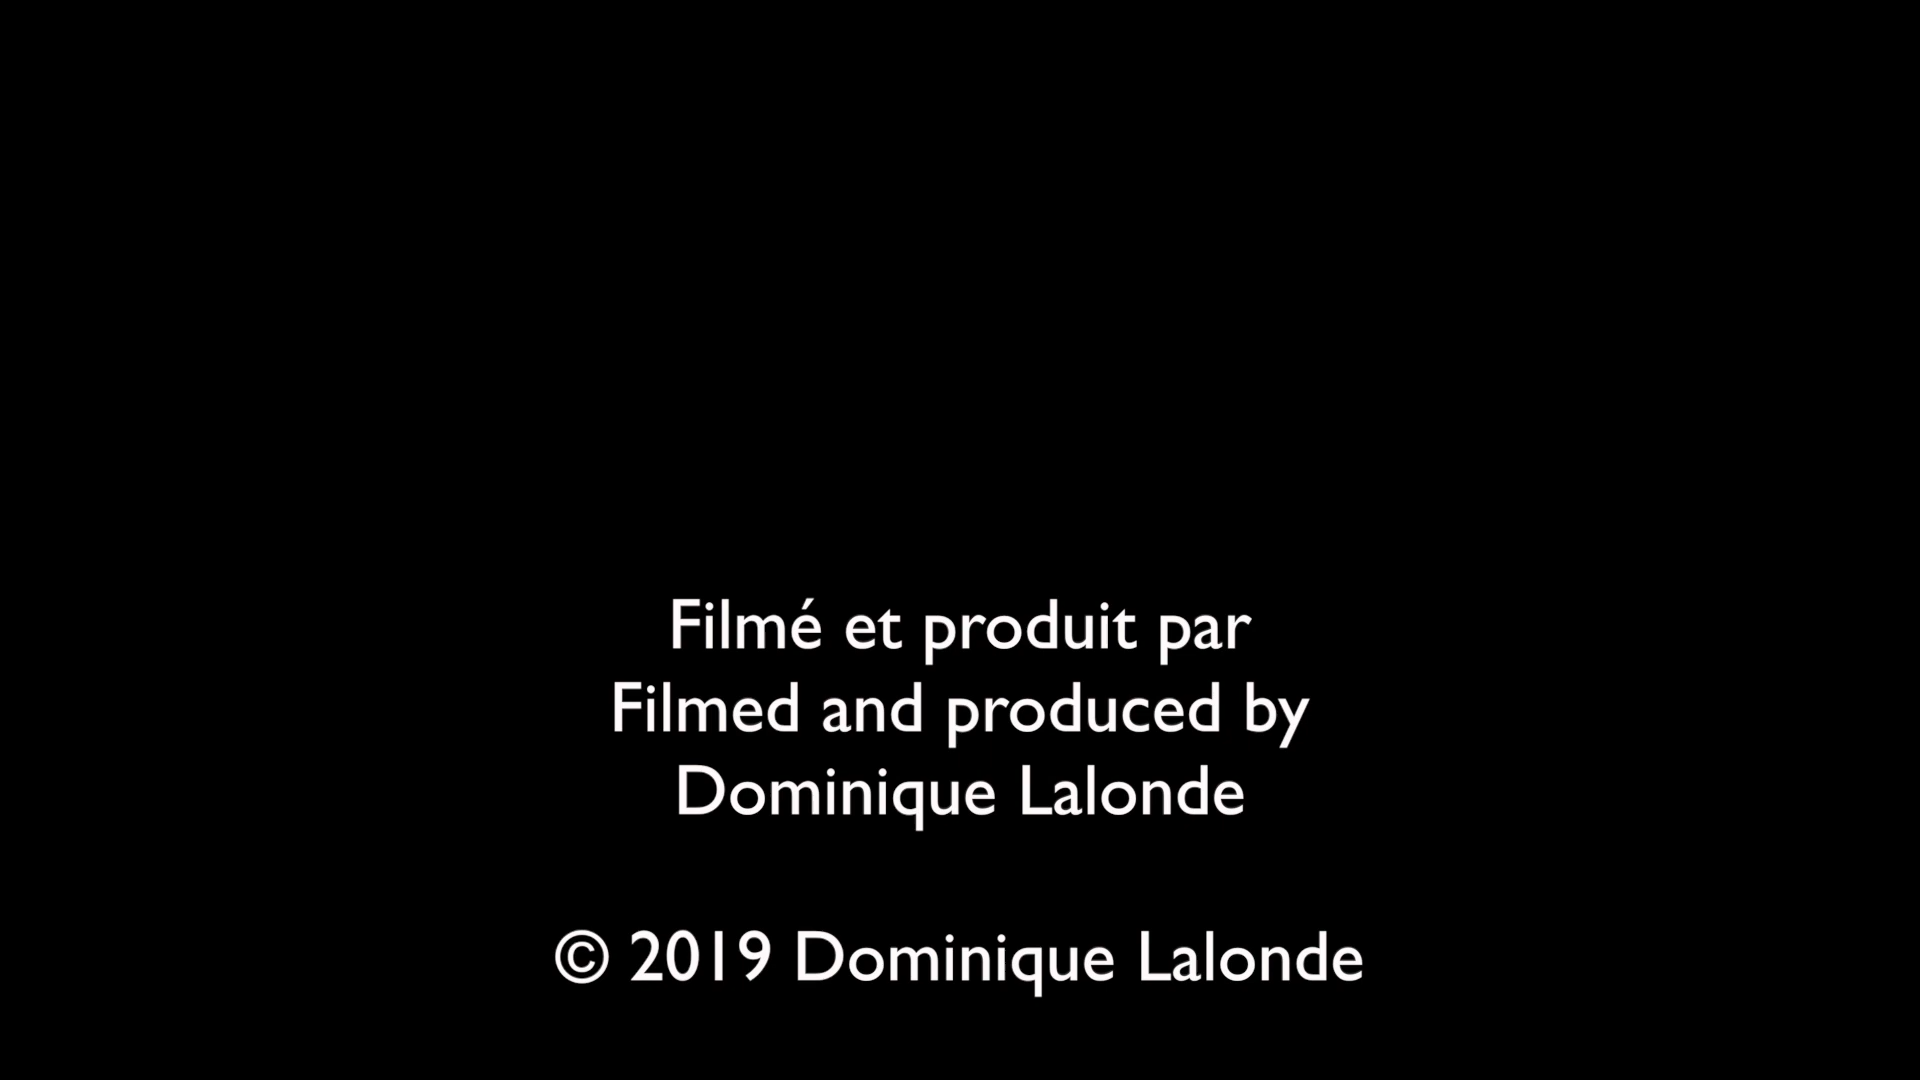 Filmé et produit par
Filmed and produced by
Dominique Lalonde
© 2019 Dominique Lalonde